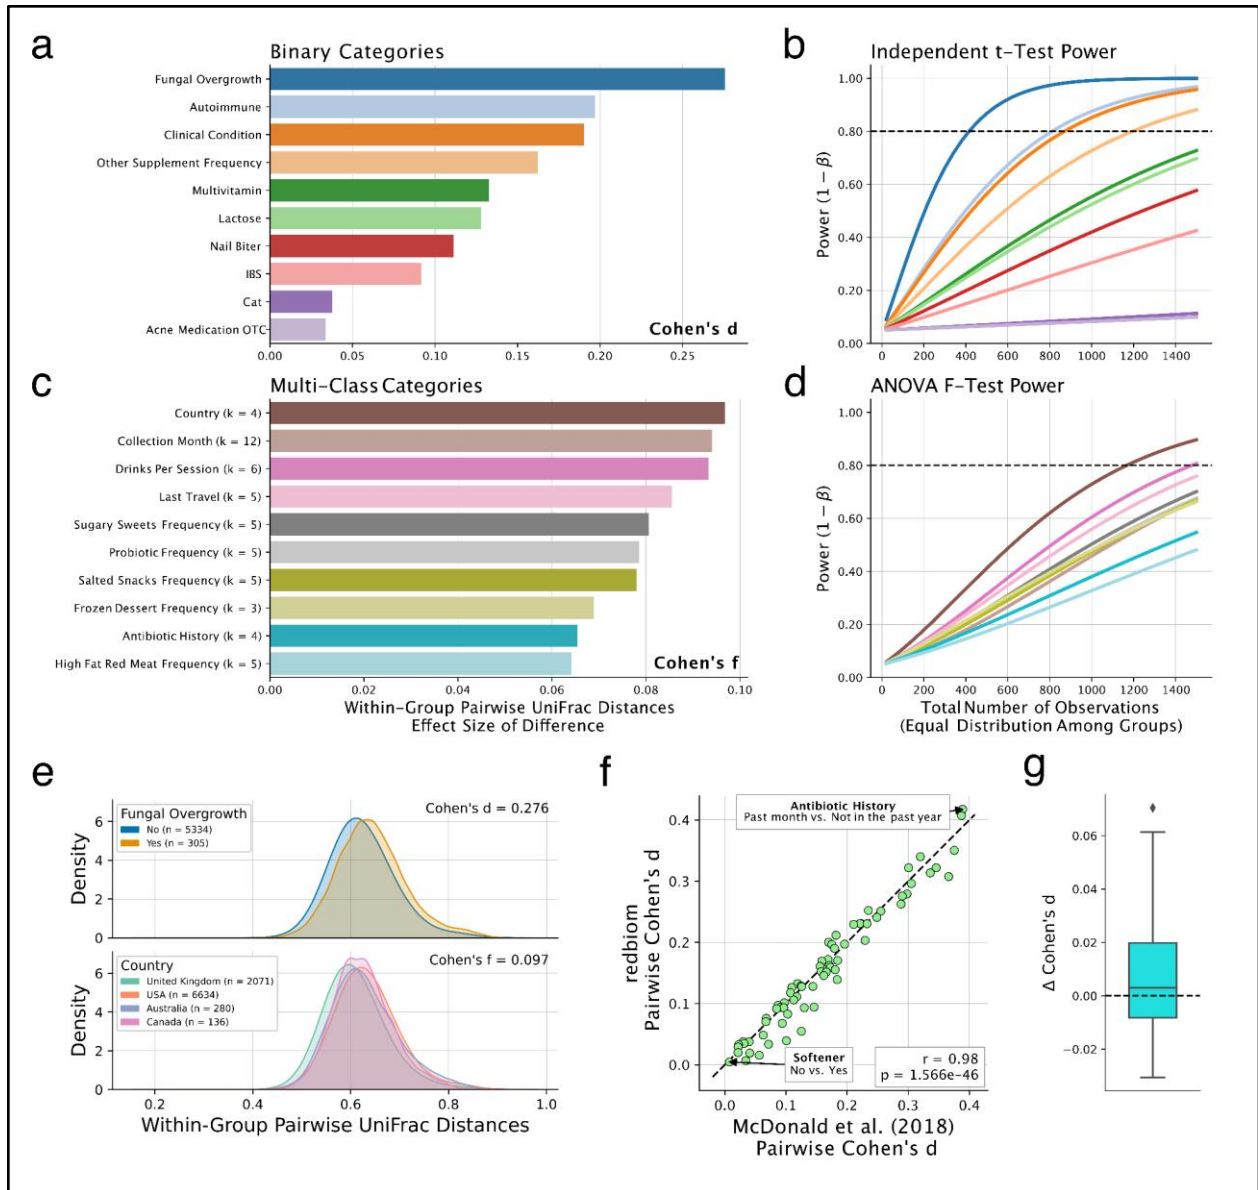 a
Binary Categories
Fungal Overgrowth
Autoimmune
Clinical Condition
Other Supplement Frequency
Multivitamin
Lactose
Nail Biter
IBS
Cat
Acne Medication OTC
Cohen's d
0.00 0.05 0.10 0.15 0.20 0.25
b
Independent t-Test Power
Power (1 − β)
1.00
0.80
0.60
0.40
0.20
0.00
0 200 400 600 800 1000 1200 1400
c
Multi-Class Categories
Country (k = 4)
Collection Month (k = 12)
Drinks Per Session (k = 6)
Last Travel (k = 5)
Sugary Sweets Frequency (k = 5)
Probiotic Frequency (k = 5)
Salted Snacks Frequency (k = 5)
Frozen Dessert Frequency (k = 3)
Antibiotic History (k = 4)
High Fat Red Meat Frequency (k = 5)
Cohen's f
0.00 0.02 0.04 0.06 0.08 0.10
Within-Group Pairwise UniFrac Distances
Effect Size of Difference
d
ANOVA F-Test Power
Power (1 − β)
1.00
0.80
0.60
0.40
0.20
0.00
0 200 400 600 800 1000 1200 1400
Total Number of Observations
(Equal Distribution Among Groups)
e
Density
6
4
2
0
Fungal Overgrowth
No (n = 5334)
Yes (n = 305)
Cohen's d = 0.276
Density
6
4
2
0
Country
United Kingdom (n = 2071)
USA (n = 6634)
Australia (n = 280)
Canada (n = 136)
Cohen's f = 0.097
0.2 0.4 0.6 0.8 1.0
Within-Group Pairwise UniFrac Distances
f
redbiom
Pairwise Cohen's d
0.4
0.3
0.2
0.1
0.0
Antibiotic History
Past month vs. Not in the past year
Softener
No vs. Yes
r = 0.98
p = 1.566e−46
0.0 0.1 0.2 0.3 0.4
McDonald et al. (2018)
Pairwise Cohen's d
g
Δ Cohen's d
0.06
0.04
0.02
0.00
−0.02